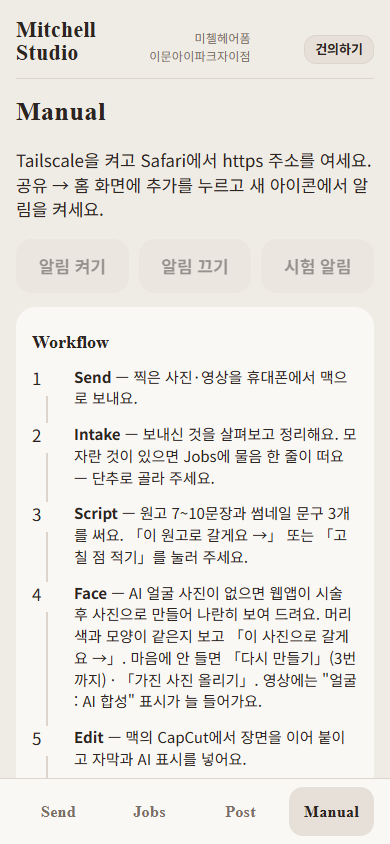 Mitchell
Studio
미첼헤어폼
이문아이파크자이점
건의하기
Manual
Tailscale을 켜고 Safari에서 https 주소를 여세요.
공유 → 홈 화면에 추가를 누르고 새 아이콘에서 알
림을 켜세요.
알림 켜기
알림 끄기
시험 알림
Workflow
1 Send — 찍은 사진·영상을 휴대폰에서 맥으
로 보내요.
2 Intake — 보내신 것을 살펴보고 정리해요. 모
자란 것이 있으면 Jobs에 물음 한 줄이 떠요
— 단추로 골라 주세요.
3 Script — 원고 7~10문장과 썸네일 문구 3개
를 써요. 「이 원고로 갈게요 →」 또는 「고
칠 점 적기」를 눌러 주세요.
4 Face — AI 얼굴 사진이 없으면 웹앱이 시술
후 사진으로 만들어 나란히 보여 드려요. 머리
색과 모양이 같은지 보고 「이 사진으로 갈게
요 →」. 마음에 안 들면 「다시 만들기」(3번
까지) · 「가진 사진 올리기」. 영상에는 "얼굴
: AI 합성" 표시가 늘 들어가요.
5 Edit — 맥의 CapCut에서 장면을 이어 붙이
고 자막과 AI 표시를 넣어요.
Send
Jobs
Post
Manual